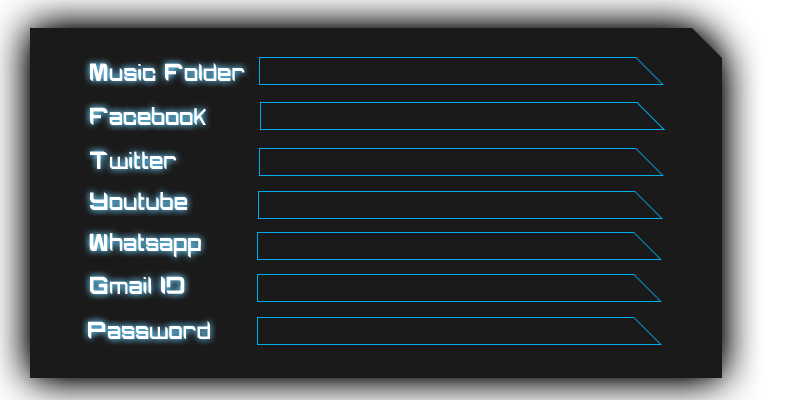 Music Folder
Facebook
Twitter
Youtube
Whatsapp
Gmail ID
Password